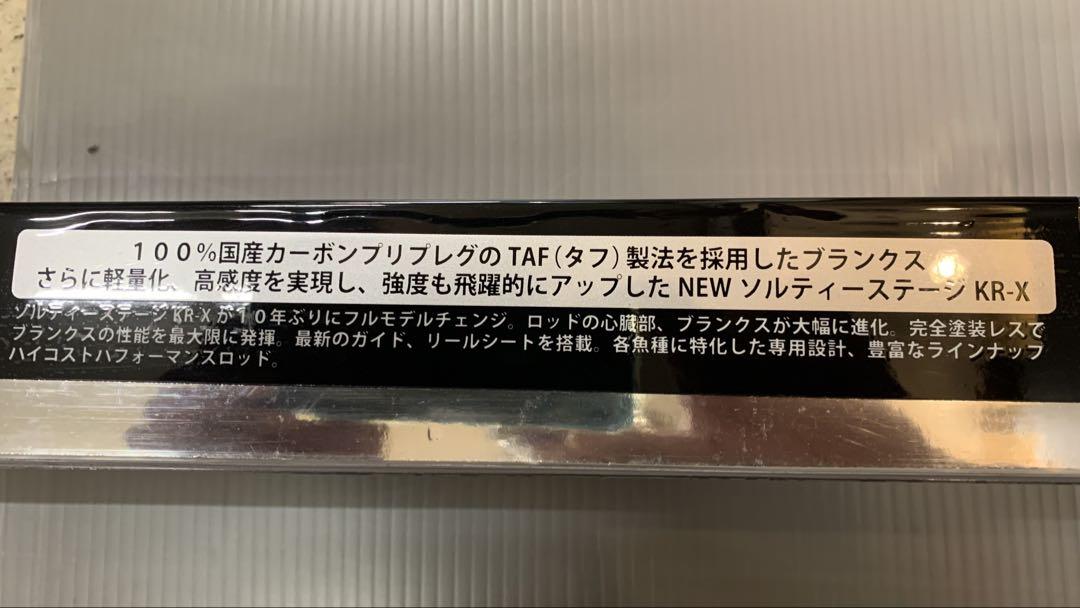 １００％国産カーボンプリプレグのTAF（タフ）製法を採用したブランクス
さらに軽量化、高感度を実現し、強度も飛躍的にアップしたNEW ソルティーステージ KR-X
ソルティーステージKR-Xが10年ぶりにフルモデルチェンジ。ロッドの心臓部、ブランクスが大幅に進化。完全塗装レスで
ブランクスの性能を最大限に発揮。最新のガイド、リールシートを搭載。各魚種に特化した専用設計、豊富なラインナップ
ハイコストパフォーマンスロッド。